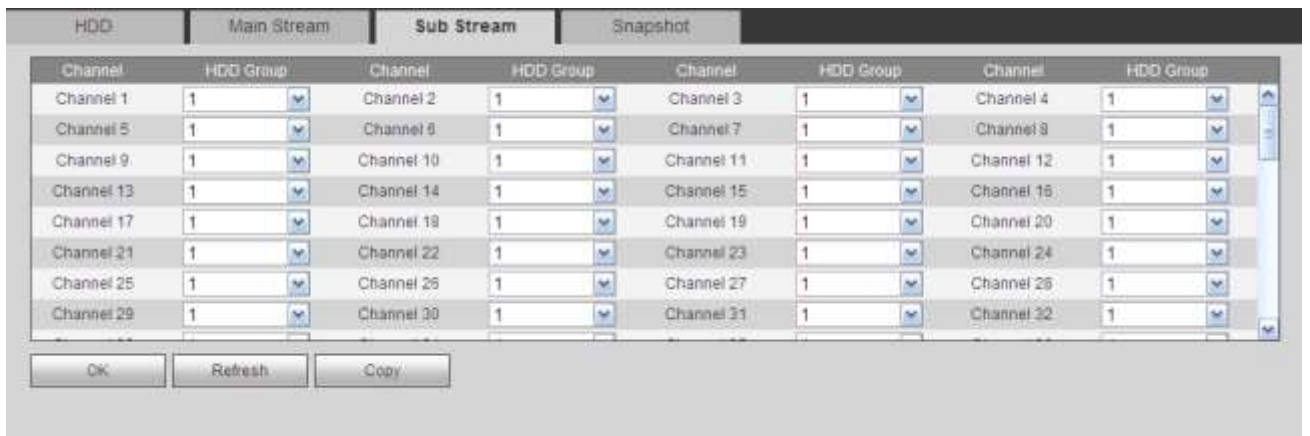 HDD Main Stream Sub Stream Snapshot
Channel HDD Group Channel HDD Group Channel HDD Group Channel HDD Group
Channel 1 1 Channel 2 1 Channel 3 1 Channel 4 1
Channel 5 1 Channel 6 1 Channel 7 1 Channel 8 1
Channel 9 1 Channel 10 1 Channel 11 1 Channel 12 1
Channel 13 1 Channel 14 1 Channel 15 1 Channel 16 1
Channel 17 1 Channel 18 1 Channel 19 1 Channel 20 1
Channel 21 1 Channel 22 1 Channel 23 1 Channel 24 1
Channel 25 1 Channel 26 1 Channel 27 1 Channel 28 1
Channel 29 1 Channel 30 1 Channel 31 1 Channel 32 1
OK Refresh Copy